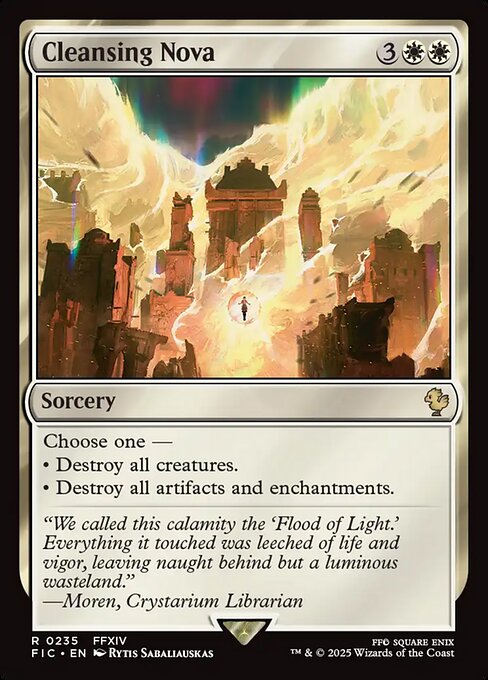 Cleansing Nova 3
Sorcery
Choose one —
• Destroy all creatures.
• Destroy all artifacts and enchantments.
“We called this calamity the ‘Flood of Light.’
Everything it touched was leeched of life and
vigor, leaving naught behind but a luminous
wasteland.”
—Moren, Crystarium Librarian
R 0235 FFXIV FF© SQUARE ENIX
FIC • EN Rytis Sabaliauskas ™ & © 2025 Wizards of the Coast